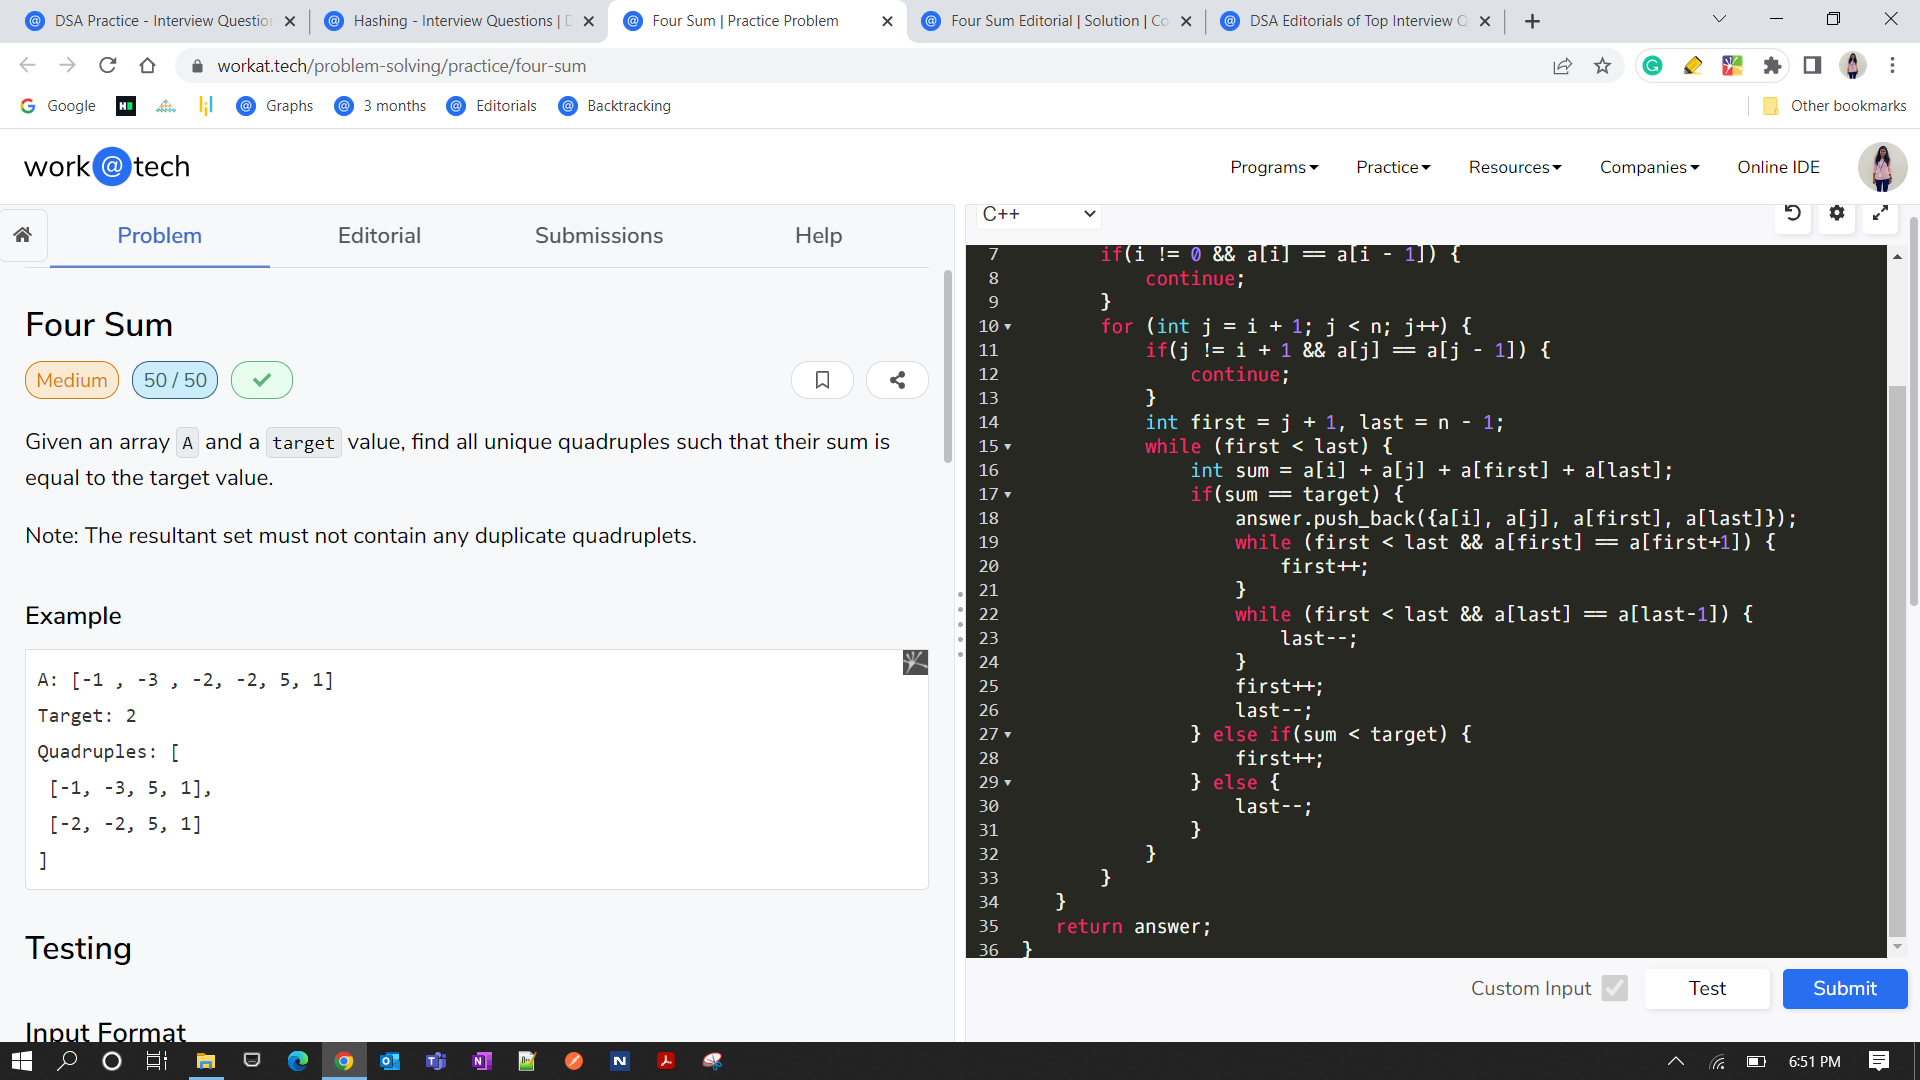 DSA Practice - Interview Question
Hashing - Interview Questions | D
Four Sum | Practice Problem
Four Sum Editorial | Solution | Co
DSA Editorials of Top Interview Q
workat.tech/problem-solving/practice/four-sum
Google
Graphs
3 months
Editorials
Backtracking
Other bookmarks
work@tech
Programs
Practice
Resources
Companies
Online IDE
Problem
Editorial
Submissions
Help
Four Sum
Medium
50 / 50
Given an array A and a target value, find all unique quadruples such that their sum is
equal to the target value.
Note: The resultant set must not contain any duplicate quadruplets.
Example
A: [-1 , -3 , -2, -2, 5, 1]
Target: 2
Quadruples: [
[-1, -3, 5, 1],
[-2, -2, 5, 1]
]
Testing
Input Format
C++
7 if(i != 0 && a[i] == a[i - 1]) {
8 continue;
9 }
10 for (int j = i + 1; j < n; j++) {
11 if(j != i + 1 && a[j] == a[j - 1]) {
12 continue;
13 }
14 int first = j + 1, last = n - 1;
15 while (first < last) {
16 int sum = a[i] + a[j] + a[first] + a[last];
17 if(sum == target) {
18 answer.push_back({a[i], a[j], a[first], a[last]});
19 while (first < last && a[first] == a[first+1]) {
20 first++;
21 }
22 while (first < last && a[last] == a[last-1]) {
23 last--;
24 }
25 first++;
26 last--;
27 } else if(sum < target) {
28 first++;
29 } else {
30 last--;
31 }
32 }
33 }
34 }
35 return answer;
36 }
Custom Input
Test
Submit
6:51 PM